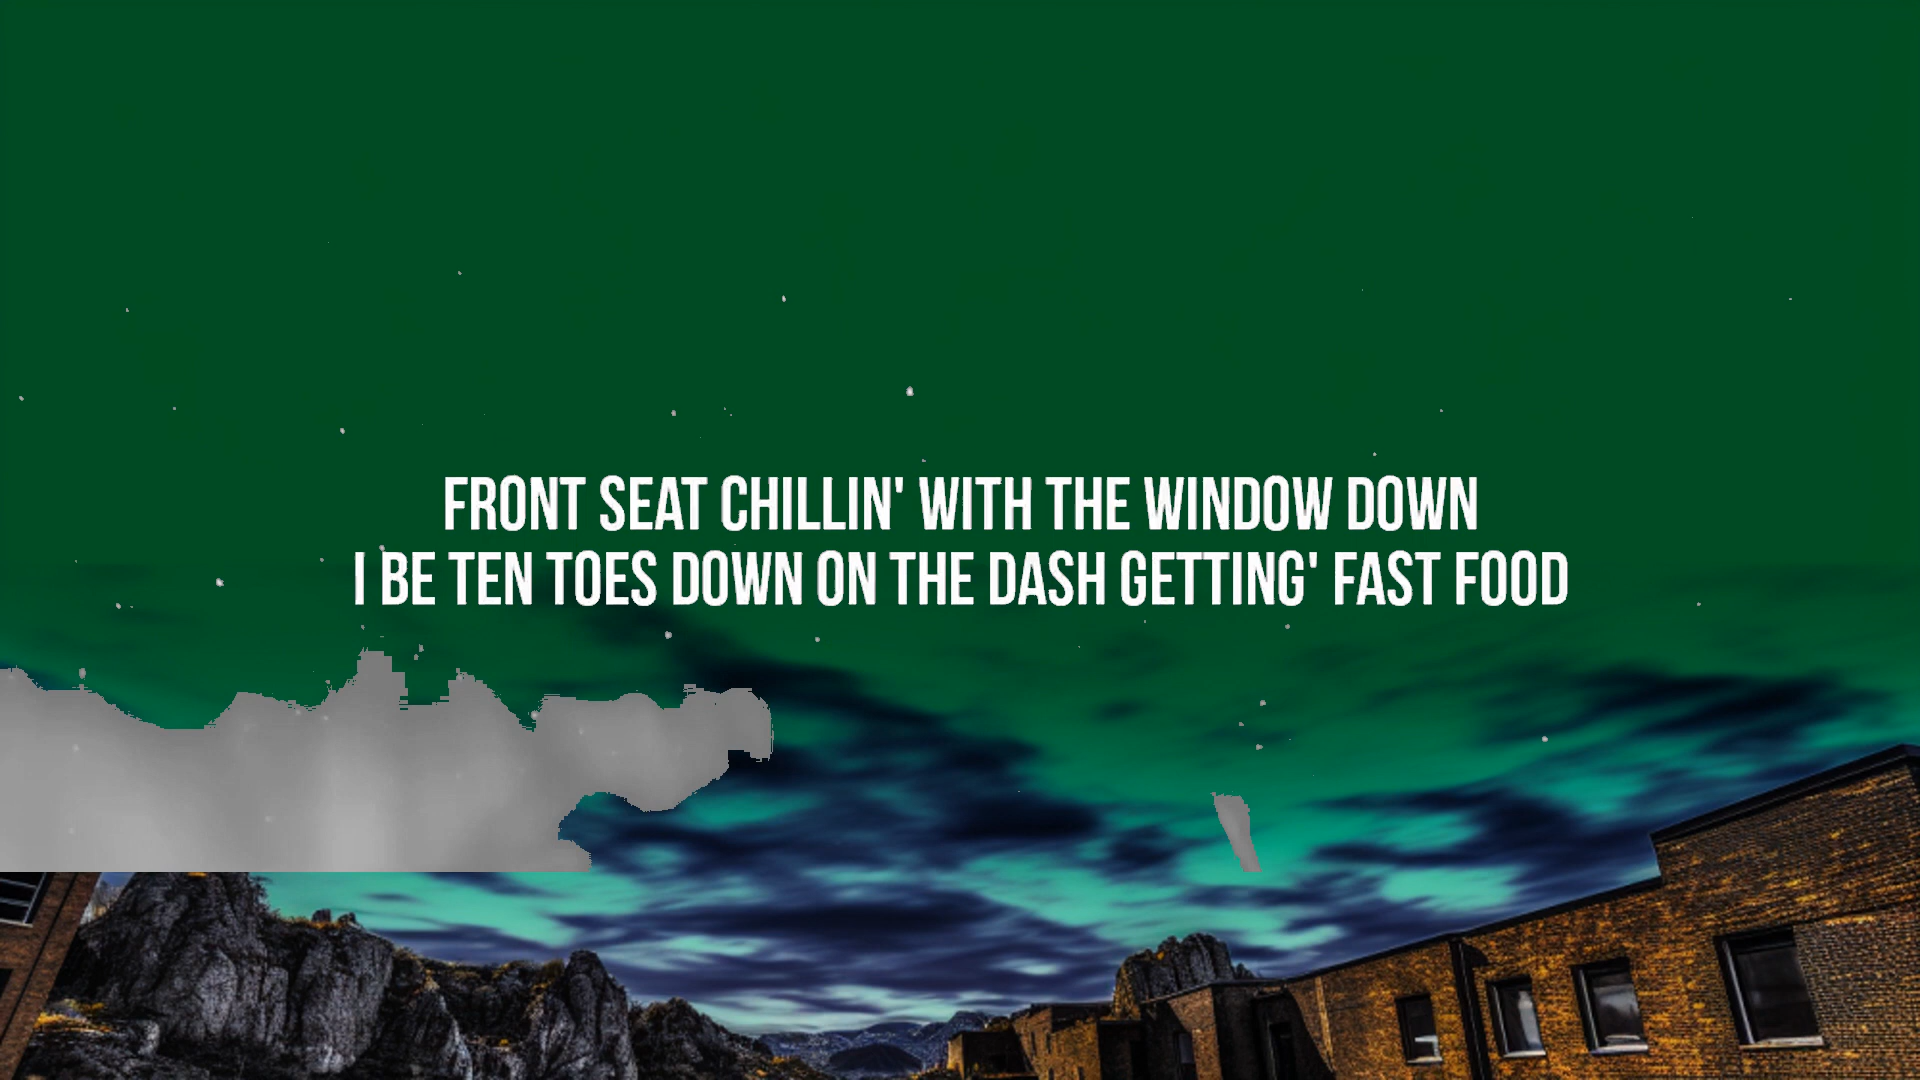 FRONT SEAT CHILLIN' WITH THE WINDOW DOWN
I BE TEN TOES DOWN ON THE DASH GETTING' FAST FOOD